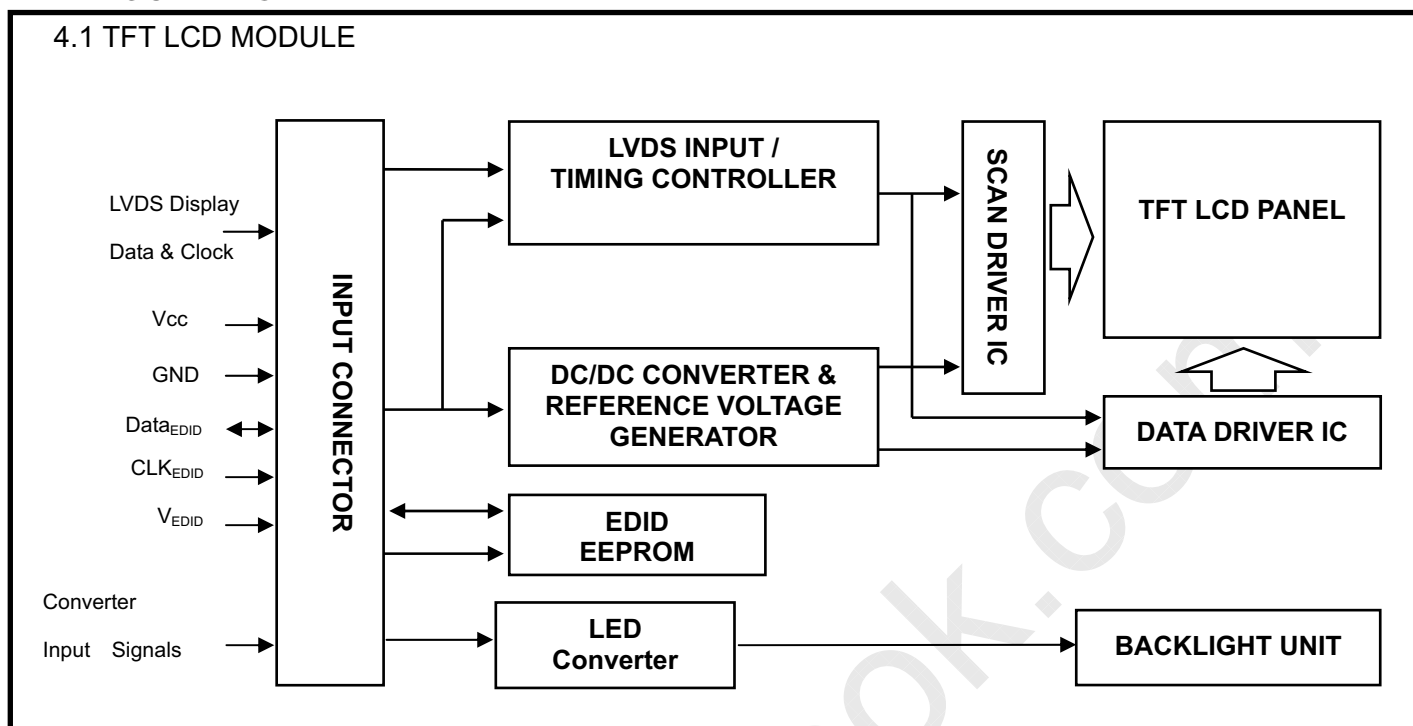 4.1 TFT LCD MODULE
LVDS Display
Data & Clock
Vcc
GND
DataEDID
CLKEDID
VEDID
Converter
Input Signals
INPUT CONNECTOR
LVDS INPUT /
TIMING CONTROLLER
DC/DC CONVERTER &
REFERENCE VOLTAGE
GENERATOR
EDID
EEPROM
LED
Converter
SCAN DRIVER IC
TFT LCD PANEL
DATA DRIVER IC
BACKLIGHT UNIT